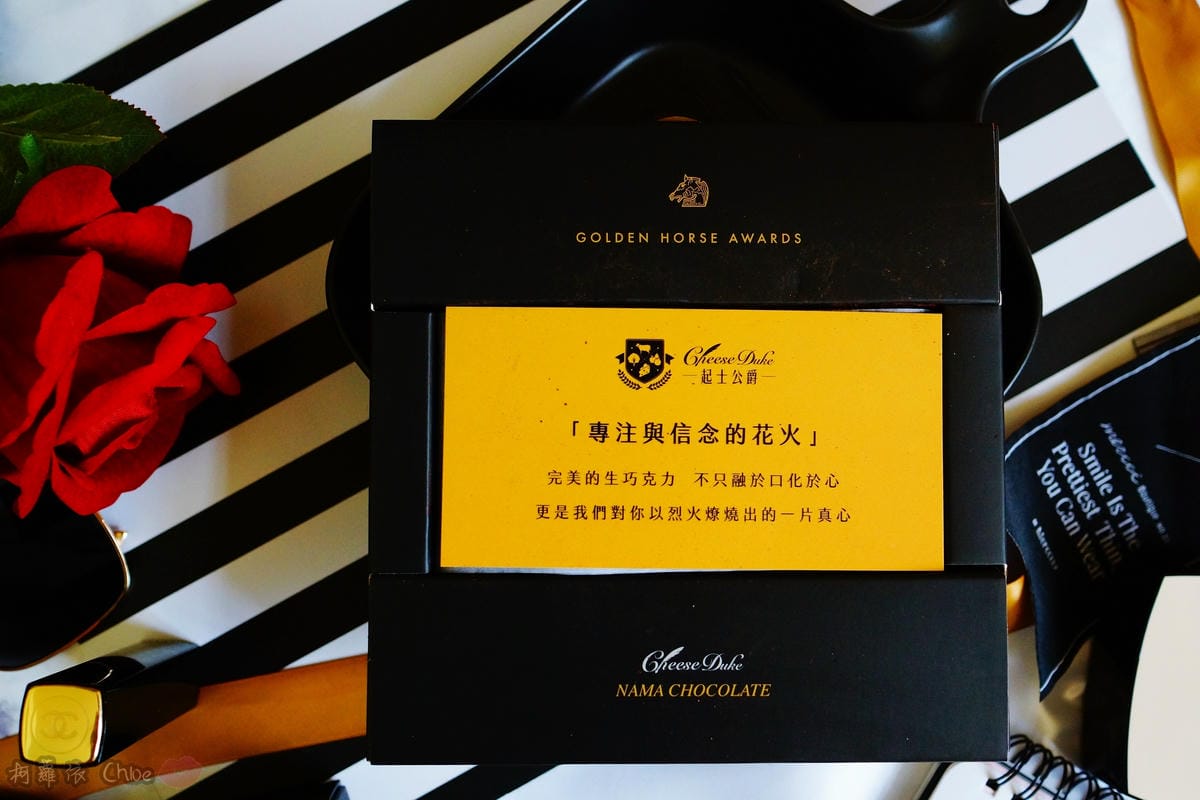 GOLDEN HORSE AWARDS
Cheese Duke
起士公爵
「專注與信念的花火」
完美的生巧克力 不只融於口化於心
更是我們對你以烈火燎燒出的一片真心
Cheese Duke
NAMA CHOCOLATE
Smile Is The
Prettiest Thin
You Can Wear
柯蘿依 Chloe